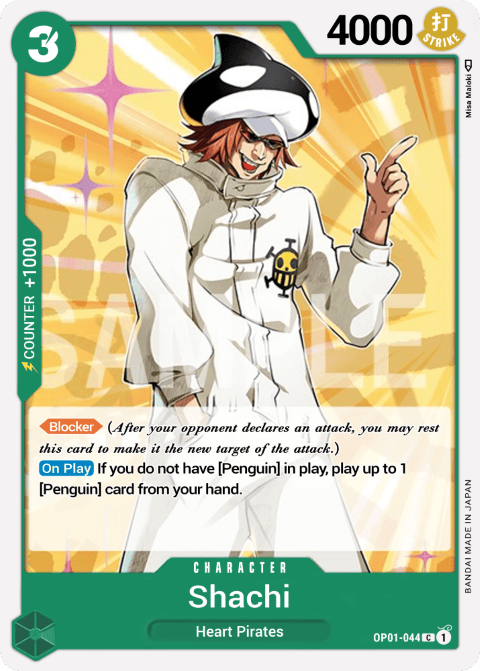 3
4000
打
STRIKE
Misa Maloki
COUNTER +1000
SAMPLE
Blocker (After your opponent declares an attack, you may rest
this card to make it the new target of the attack.)
On Play If you do not have [Penguin] in play, play up to 1
[Penguin] card from your hand.
BANDAI MADE IN JAPAN
CHARACTER
Shachi
Heart Pirates
OP01-044 C 1